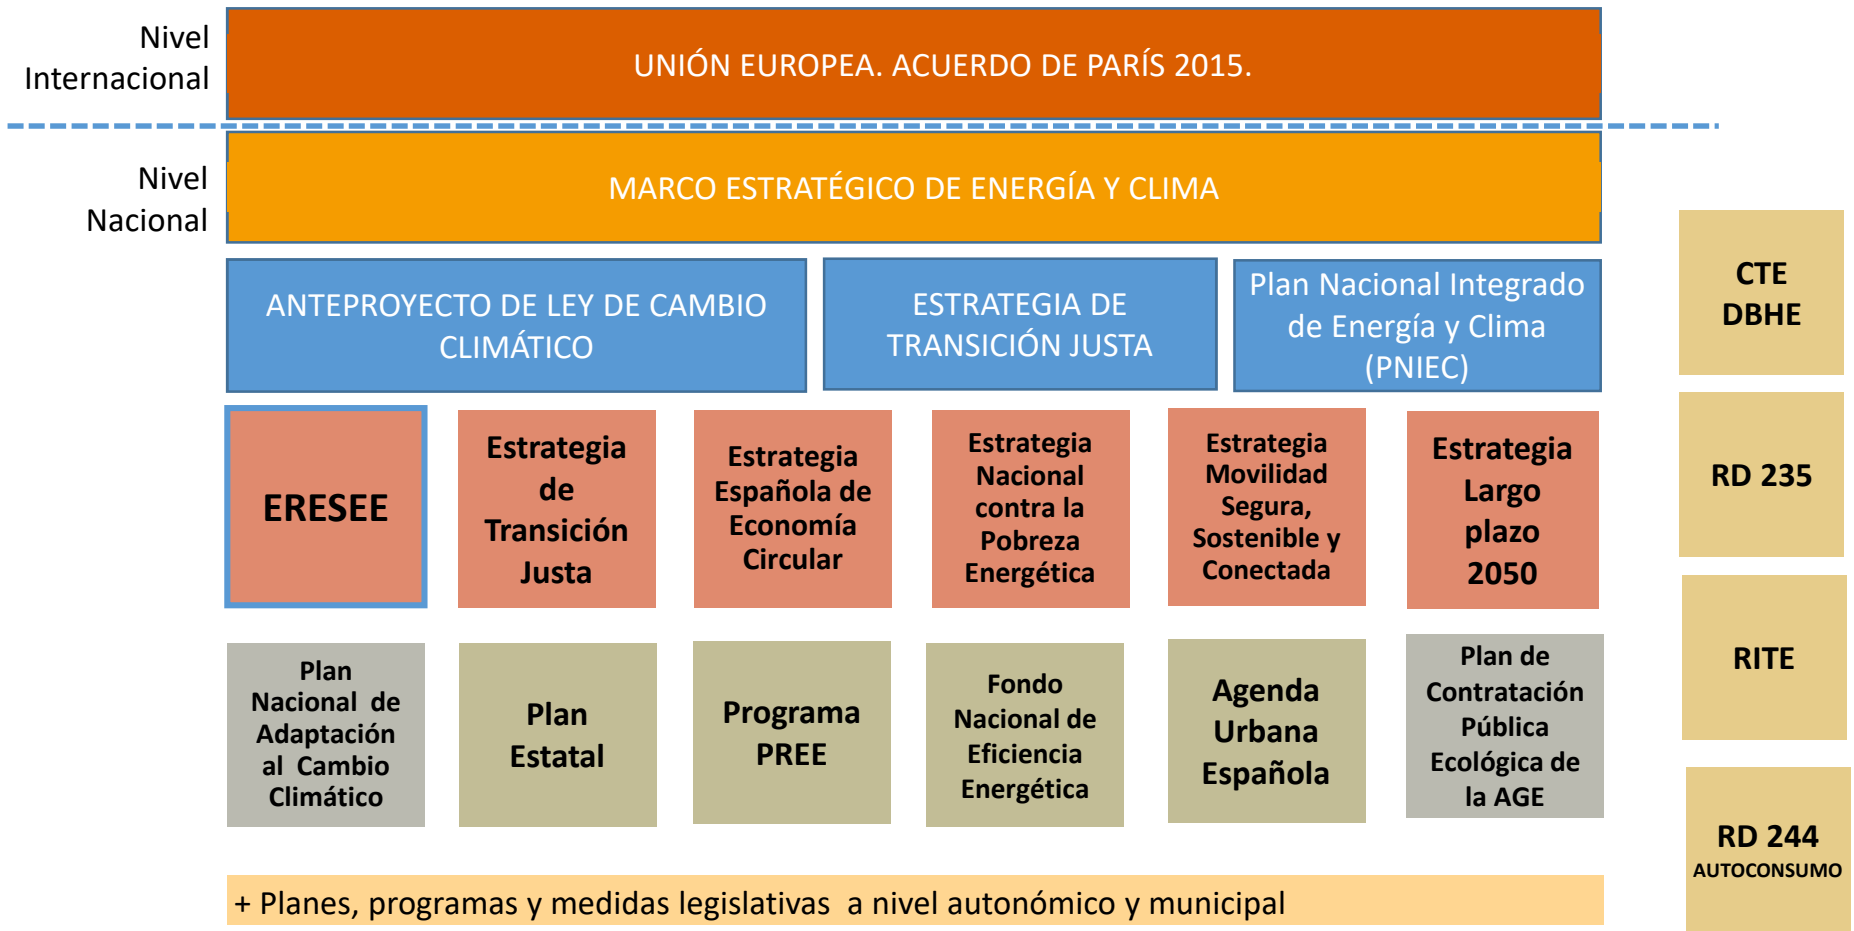 Nivel
Internacional
UNIÓN EUROPEA. ACUERDO DE PARÍS 2015.
Nivel
Nacional
MARCO ESTRATÉGICO DE ENERGÍA Y CLIMA
ANTEPROYECTO DE LEY DE CAMBIO
CLIMÁTICO
ESTRATEGIA DE
TRANSICIÓN JUSTA
Plan Nacional Integrado
de Energía y Clima
(PNIEC)
ERESEE
Estrategia
de
Transición
Justa
Estrategia
Española de
Economía
Circular
Estrategia
Nacional
contra la
Pobreza
Energética
Estrategia
Movilidad
Segura,
Sostenible y
Conectada
Estrategia
Largo
plazo
2050
Plan
Nacional de
Adaptación
al Cambio
Climático
Plan
Estatal
Programa
PREE
Fondo
Nacional de
Eficiencia
Energética
Agenda
Urbana
Española
Plan de
Contratación
Pública
Ecológica de
la AGE
+ Planes, programas y medidas legislativas a nivel autonómico y municipal
CTE
DBHE
RD 235
RITE
RD 244
AUTOCONSUMO